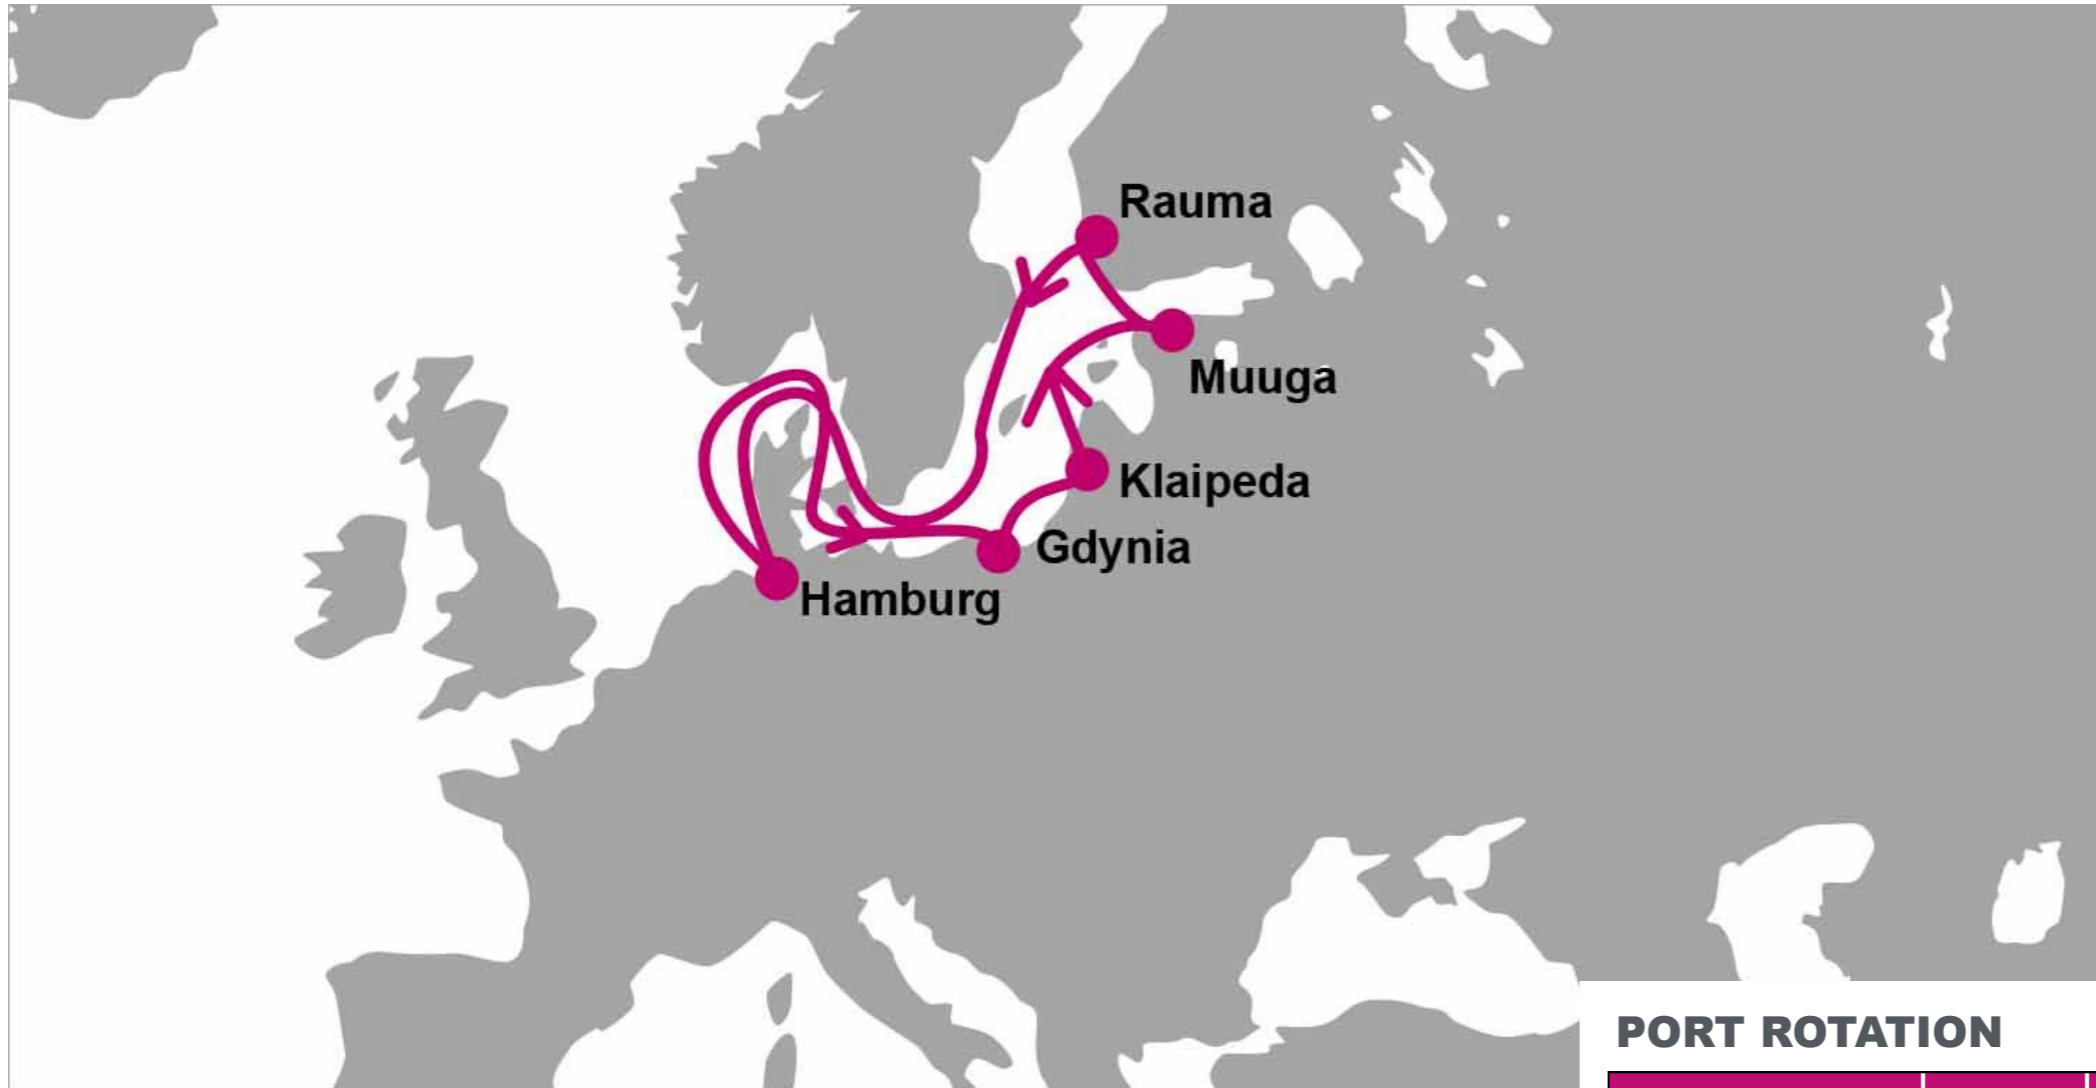 Rauma
Muuga
Klaipeda
Gdynia
Hamburg
PORT ROTATION